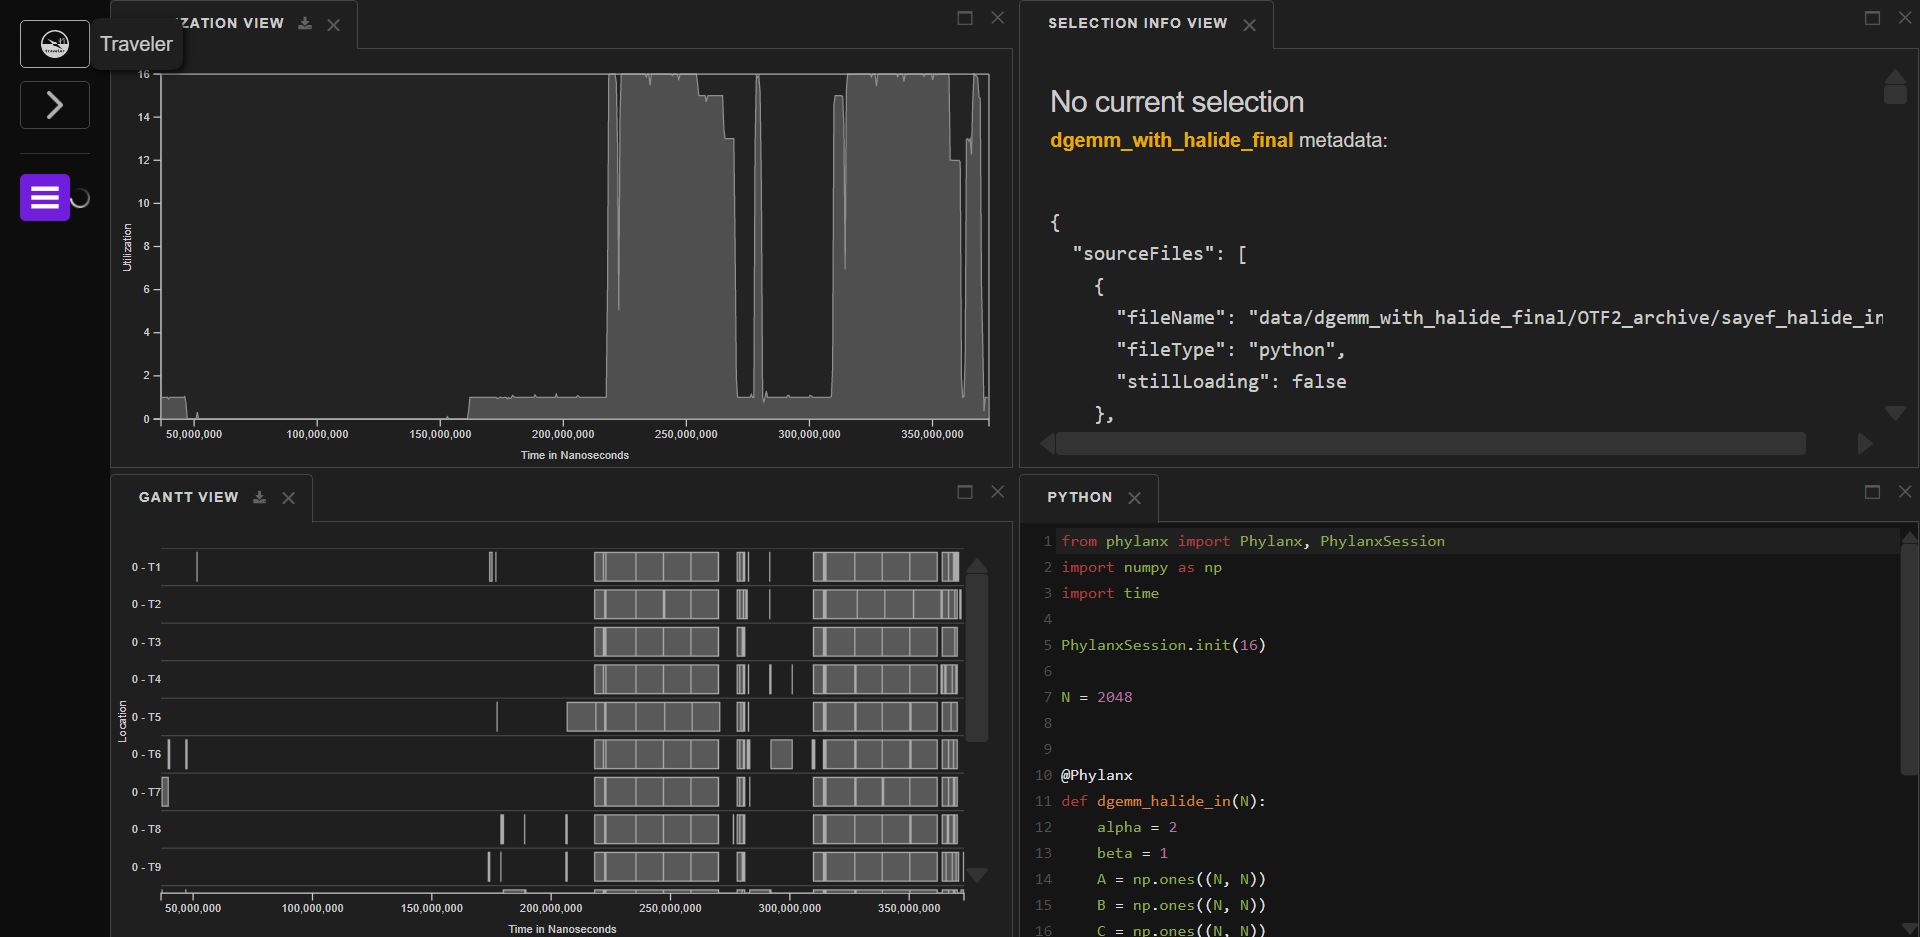 Traveler
IZATION VIEW
16
14
12
10
8
6
4
2
0
Utilization
50,000,000 100,000,000 150,000,000 200,000,000 250,000,000 300,000,000 350,000,000
Time in Nanoseconds
SELECTION INFO VIEW
No current selection
dgemm_with_halide_final metadata:
{
"sourceFiles": [
{
"fileName": "data/dgemm_with_halide_final/OTF2_archive/sayef_halide_in
"fileType": "python",
"stillLoading": false
},
GANTT VIEW
Location
0 - T1
0 - T2
0 - T3
0 - T4
0 - T5
0 - T6
0 - T7
0 - T8
0 - T9
50,000,000 100,000,000 150,000,000 200,000,000 250,000,000 300,000,000 350,000,000
Time in Nanoseconds
PYTHON
1 from phylanx import Phylanx, PhylanxSession
2 import numpy as np
3 import time
4
5 PhylanxSession.init(16)
6
7 N = 2048
8
9
10 @Phylanx
11 def dgemm_halide_in(N):
12 alpha = 2
13 beta = 1
14 A = np.ones((N, N))
15 B = np.ones((N, N))
16 C = np.ones((N, N))